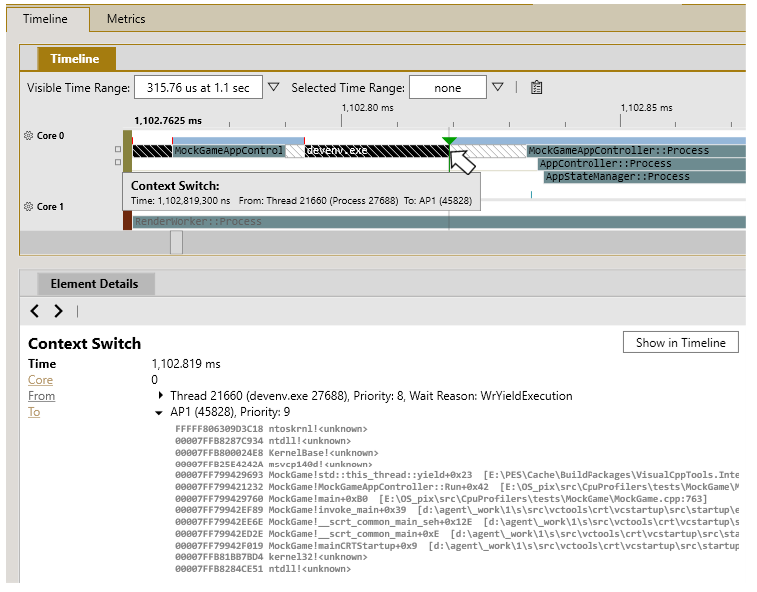 Timeline Metrics
Timeline
Visible Time Range: 315.76 us at 1.1 sec Selected Time Range: none
1,102.80 ms 1,102.85 ms
1,102.7625 ms
Core 0
MockGameAppControl devenv.exe MockGameAppController::Process
AppController::Process
AppStateManager::Process
Context Switch:
Time: 1,102,819,300 ns From: Thread 21660 (Process 27688) To: AP1 (45828)
Core 1
RenderWorker::Process
Element Details
Context Switch
Show in Timeline
Time 1,102.819 ms
Core 0
From Thread 21660 (devenv.exe 27688), Priority: 8, Wait Reason: WrYieldExecution
To AP1 (45828), Priority: 9
FFFFF806309D3C18 ntoskrnl!<unknown>
00007FFB8287C934 ntdll!<unknown>
00007FFB800024E8 KernelBase!<unknown>
00007FFB25E4242A msvcp140d!<unknown>
00007FF799429693 MockGame!std::this_thread::yield+0x23 [E:\PES\Cache\BuildPackages\VisualCppTools.Inte
00007FF799421232 MockGame!MockGameAppController::Run+0x42 [E:\OS_pix\src\CpuProfilers\tests\MockGame\M
00007FF799429760 MockGame!main+0xB0 [E:\OS_pix\src\CpuProfilers\tests\MockGame\MockGame.cpp:763]
00007FF79942EF89 MockGame!invoke_main+0x39 [d:\agent\_work\1\s\src\vctools\crt\vcstartup\src\startup\e
00007FF79942EE6E MockGame!__scrt_common_main_seh+0x12E [d:\agent\_work\1\s\src\vctools\crt\vcstartup\s
00007FF79942ED2E MockGame!__scrt_common_main+0xE [d:\agent\_work\1\s\src\vctools\crt\vcstartup\src\sta
00007FF79942F019 MockGame!mainCRTStartup+0x9 [d:\agent\_work\1\s\src\vctools\crt\vcstartup\src\startup
00007FFB81BB7BD4 kernel32!<unknown>
00007FFB8284CE51 ntdll!<unknown>